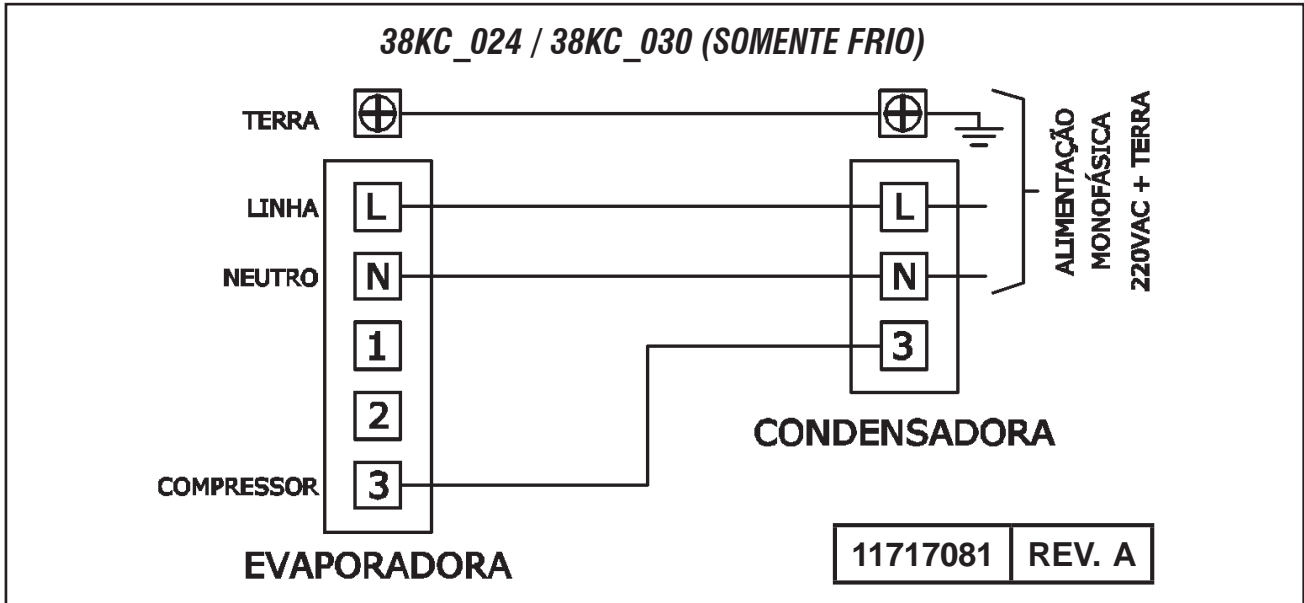 38KC_024 / 38KC_030 (SOMENTE FRIO)
TERRA
LINHA
L
L
NEUTRO
N
N
1
3
2
COMPRESSOR
3
EVAPORADORA
CONDENSADORA
ALIMENTAÇÃO
MONOFÁSICA
220VAC + TERRA
11717081 REV. A